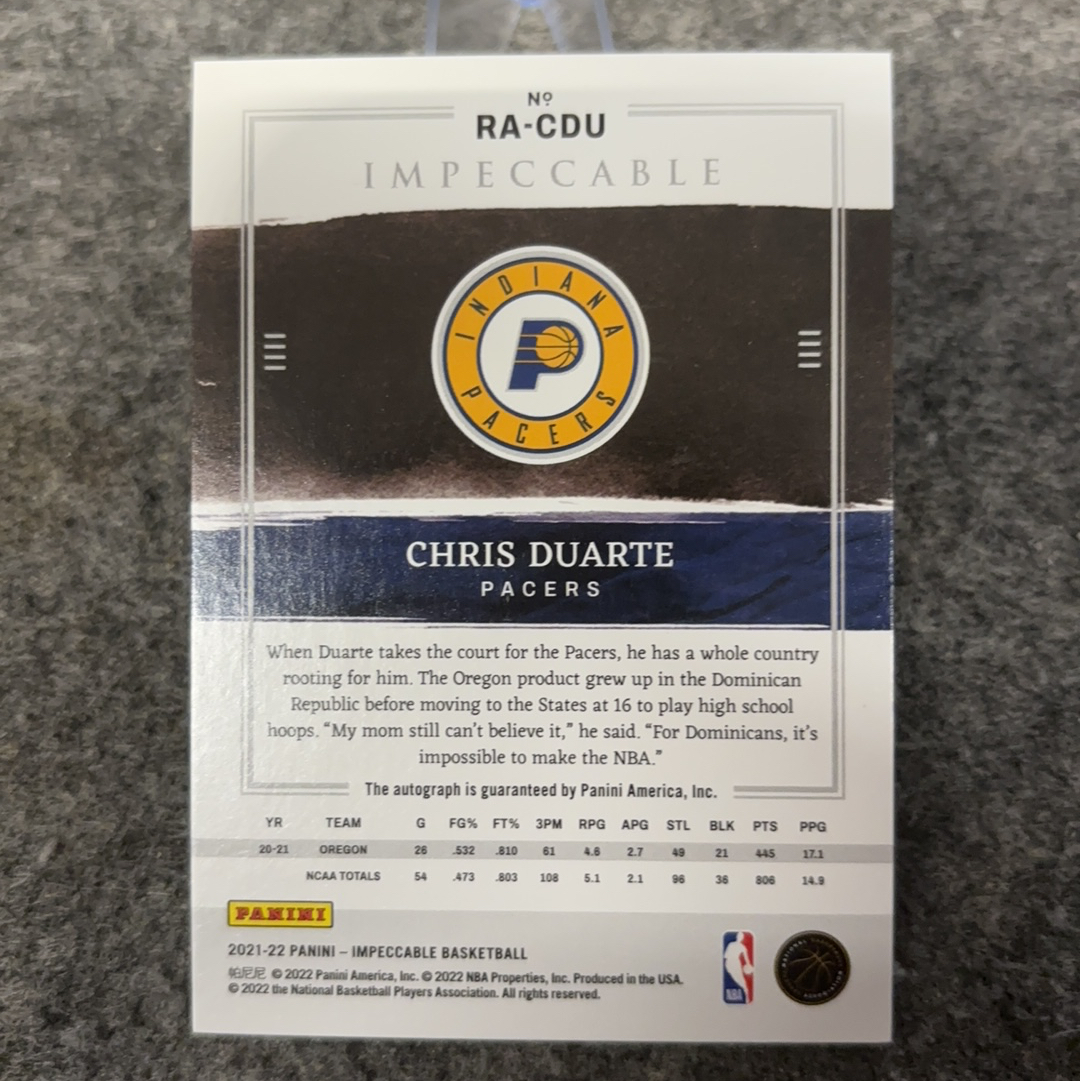 Nº
RA-CDU
IMPECCABLE
INDIANA
PACERS
CHRIS DUARTE
PACERS
When Duarte takes the court for the Pacers, he has a whole country
rooting for him. The Oregon product grew up in the Dominican
Republic before moving to the States at 16 to play high school
hoops. “My mom still can’t believe it,” he said. “For Dominicans, it’s
impossible to make the NBA.”
The autograph is guaranteed by Panini America, Inc.
YR TEAM G FG% FT% 3PM RPG APG STL BLK PTS PPG
20-21 OREGON 26 .532 .810 61 4.6 2.7 49 21 445 17.1
NCAA TOTALS 54 .473 .803 108 5.1 2.1 96 36 806 14.9
PANINI
2021-22 PANINI – IMPECCABLE BASKETBALL
帕尼尼 © 2022 Panini America, Inc. © 2022 NBA Properties, Inc. Produced in the USA.
© 2022 the National Basketball Players Association. All rights reserved.
NBA